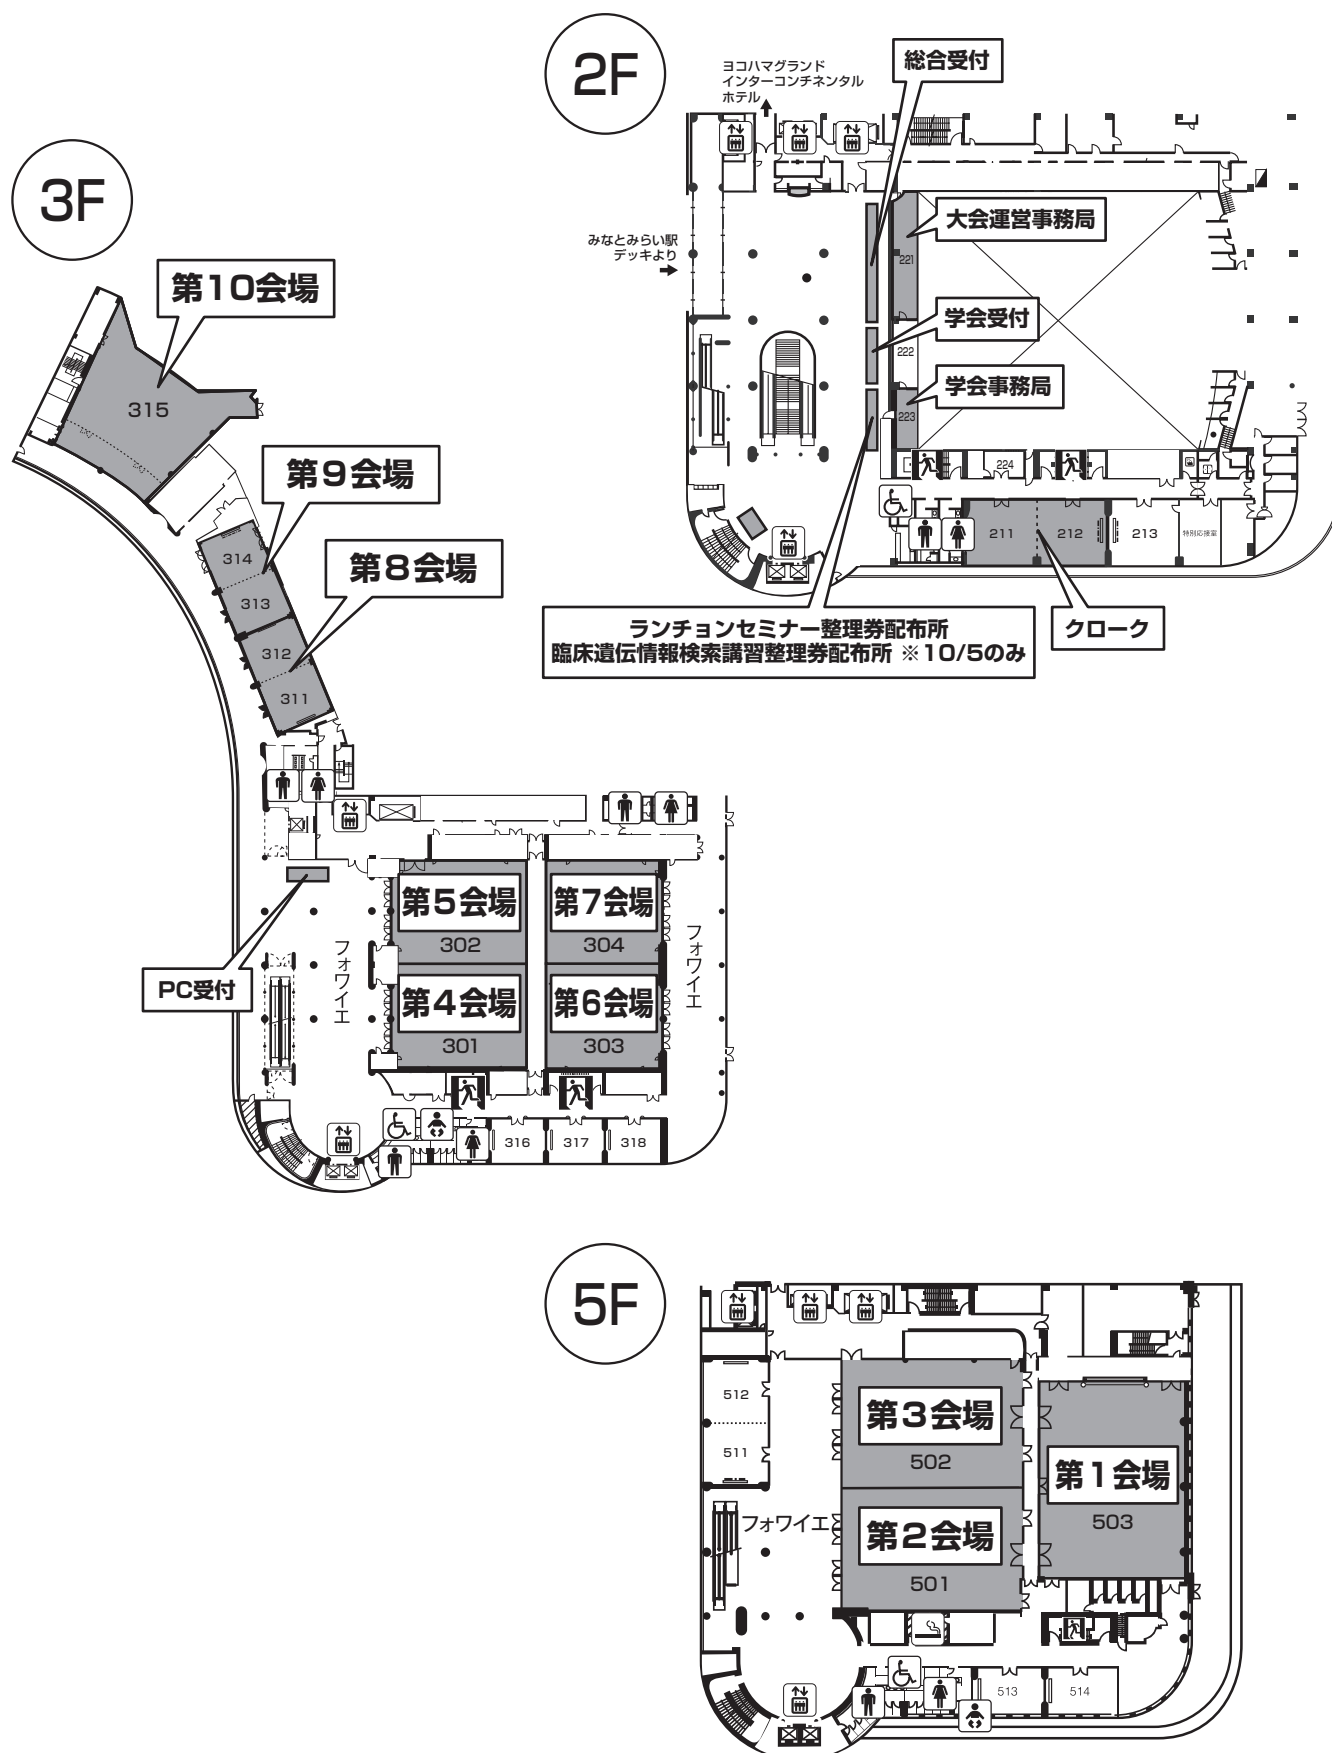 2F
ヨコハマグランド
インターコンチネンタル
ホテル
総合受付
みなとみらい駅
デッキより
大会運営事務局
221
学会受付
222
学会事務局
223
224
211
212
213
特別応接室
ランチョンセミナー整理券配布所
臨床遺伝情報検索講習整理券配布所 ※10/5のみ
クローク
3F
第10会場
315
第9会場
314
313
第8会場
312
311
PC受付
フォワイエ
第5会場
302
第7会場
304
第4会場
301
第6会場
303
フォワイエ
316
317
318
5F
512
511
フォワイエ
第3会場
502
第2会場
501
第1会場
503
513
514